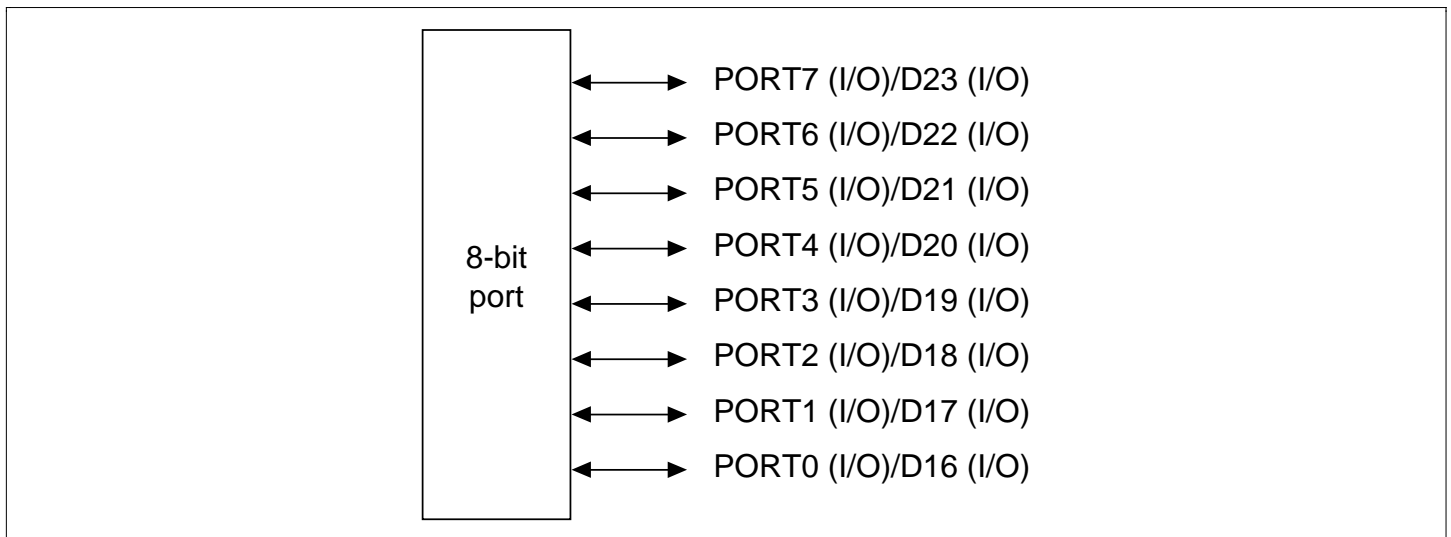 PORT7 (I/O)/D23 (I/O)
PORT6 (I/O)/D22 (I/O)
PORT5 (I/O)/D21 (I/O)
PORT4 (I/O)/D20 (I/O)
8-bit
port
PORT3 (I/O)/D19 (I/O)
PORT2 (I/O)/D18 (I/O)
PORT1 (I/O)/D17 (I/O)
PORT0 (I/O)/D16 (I/O)